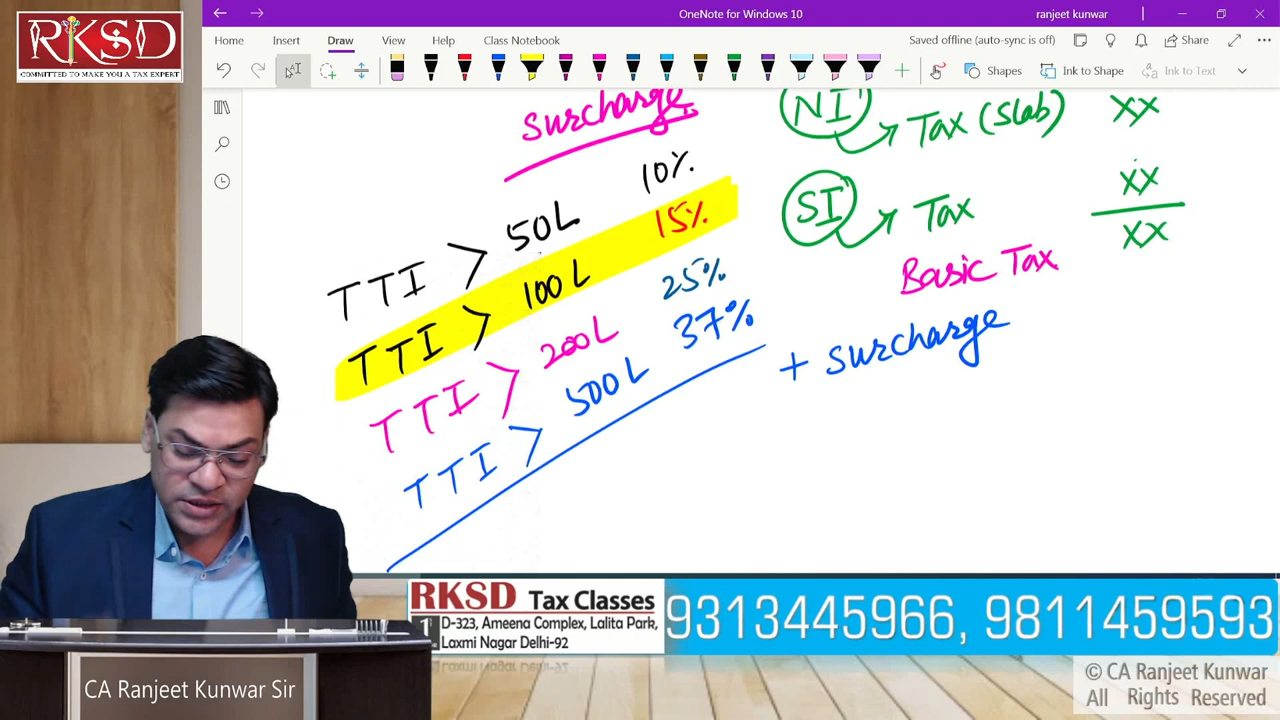 RKSD
COMMITTED TO MAKE YOU A TAX EXPERT
OneNote for Windows 10
ranjeet kunwar
Home Insert Draw View Help Class Notebook
Saved offline (auto-sync is off)
Share
Shapes
Ink to Shape
Ink to Text
surcharge
TTI > 50L 10%
TTI > 100L 15%
TTI > 200L 25%
TTI > 500L 37%
NI → Tax (slab) XX
SI → Tax XX
XX
Basic Tax
+ surcharge
RKSD Tax Classes
D-323, Ameena Complex, Lalita Park,
Laxmi Nagar Delhi-92
9313445966, 9811459593
CA Ranjeet Kunwar Sir
© CA Ranjeet Kunwar
All Rights Reserved